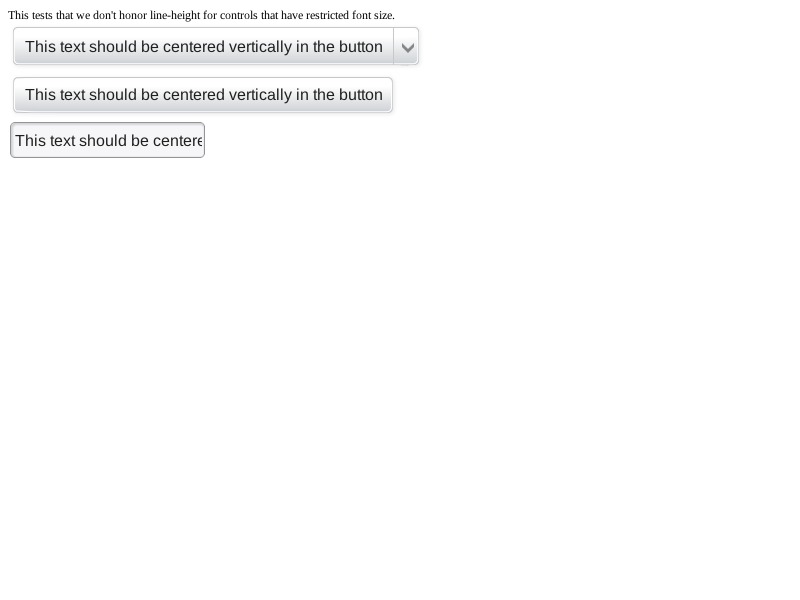 This tests that we don't honor line-height for controls that have restricted font size.
This text should be centered vertically in the button
This text should be centered vertically in the button
This text should be centere